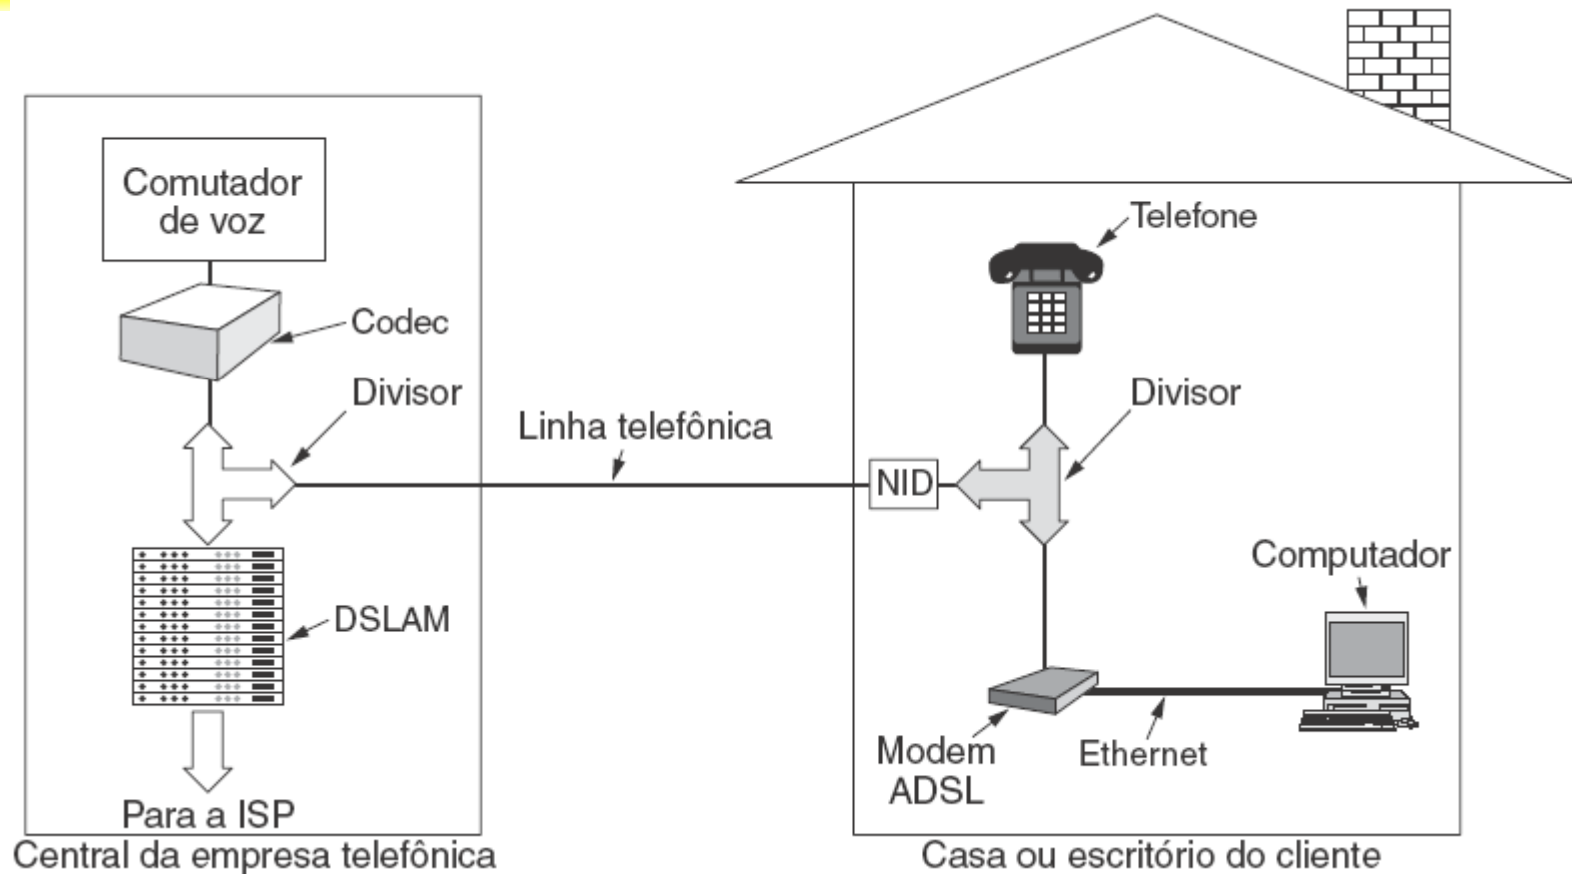 Comutador
de voz
Codec
Divisor
DSLAM
Para a ISP
Central da empresa telefônica
Linha telefônica
NID
Telefone
Divisor
Computador
Modem
ADSL
Ethernet
Casa ou escritório do cliente